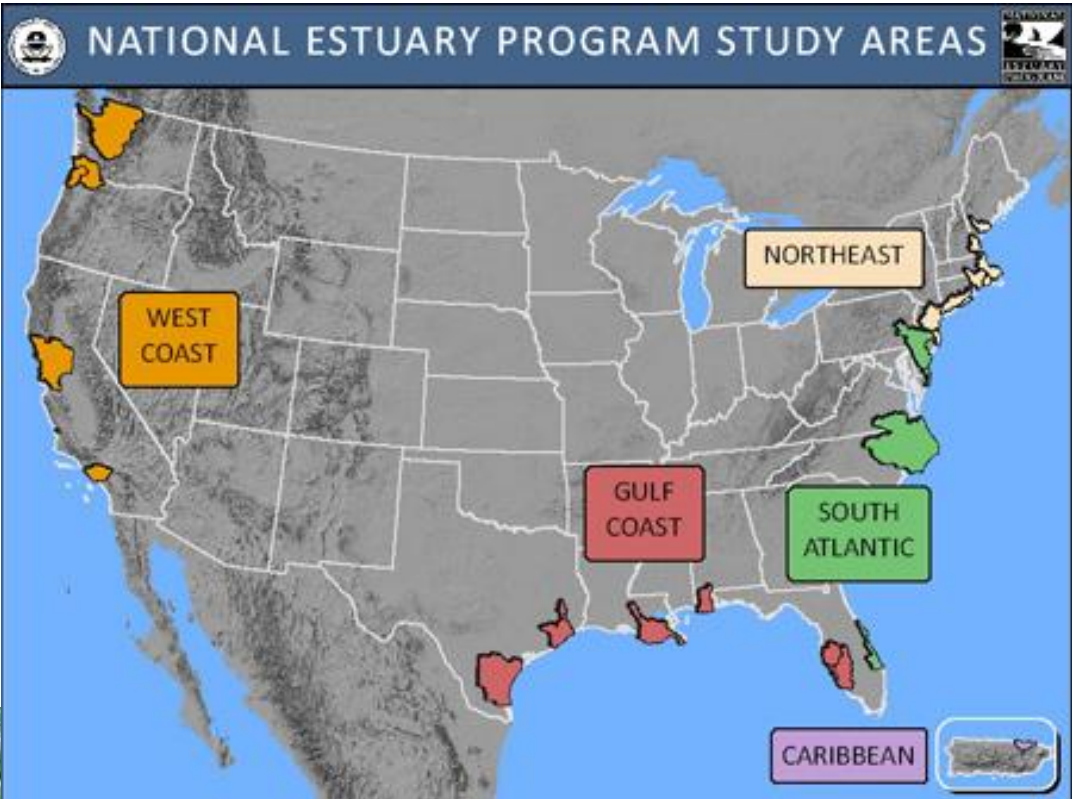 NATIONAL ESTUARY PROGRAM STUDY AREAS
NORTHEAST
WEST
COAST
GULF
COAST
SOUTH
ATLANTIC
CARIBBEAN